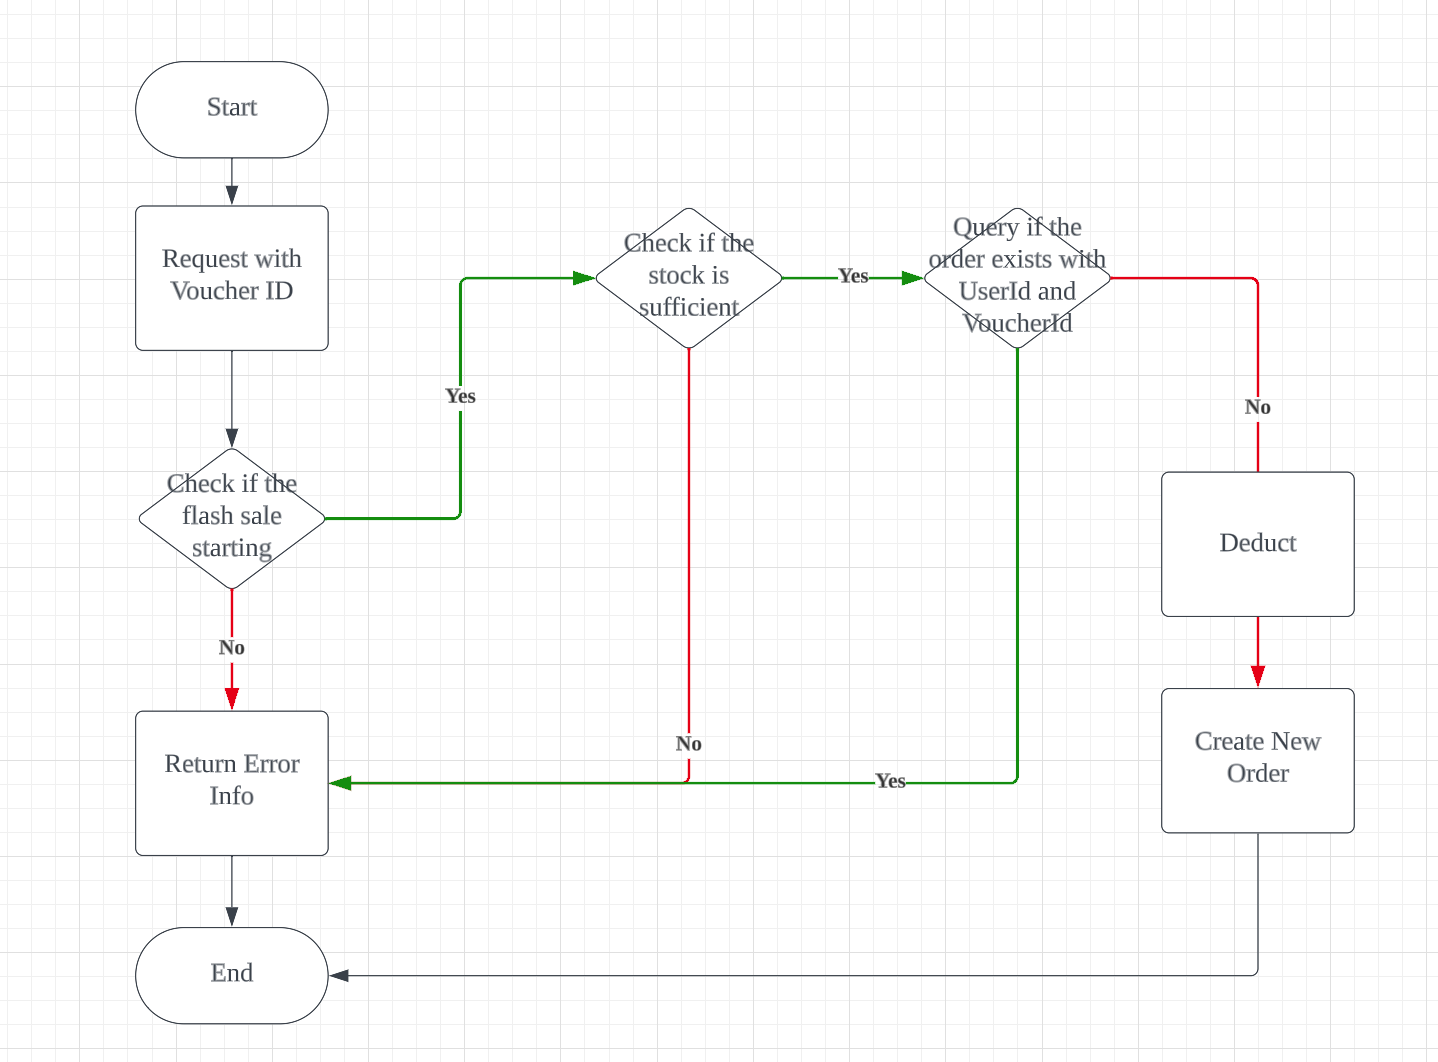 Start
Request with
Voucher ID
Check if the
flash sale
starting
Yes
No
Check if the
stock is
sufficient
Yes
No
Query if the
order exists with
UserId and
VoucherId
No
Yes
Deduct
Create New
Order
Return Error
Info
End